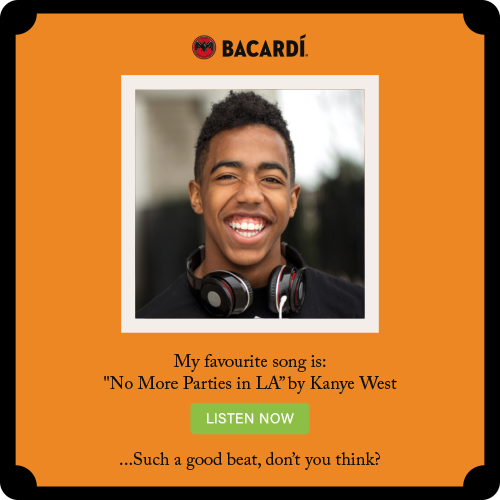 BACARDÍ
My favourite song is:
"No More Parties in LA” by Kanye West
LISTEN NOW
...Such a good beat, don’t you think?